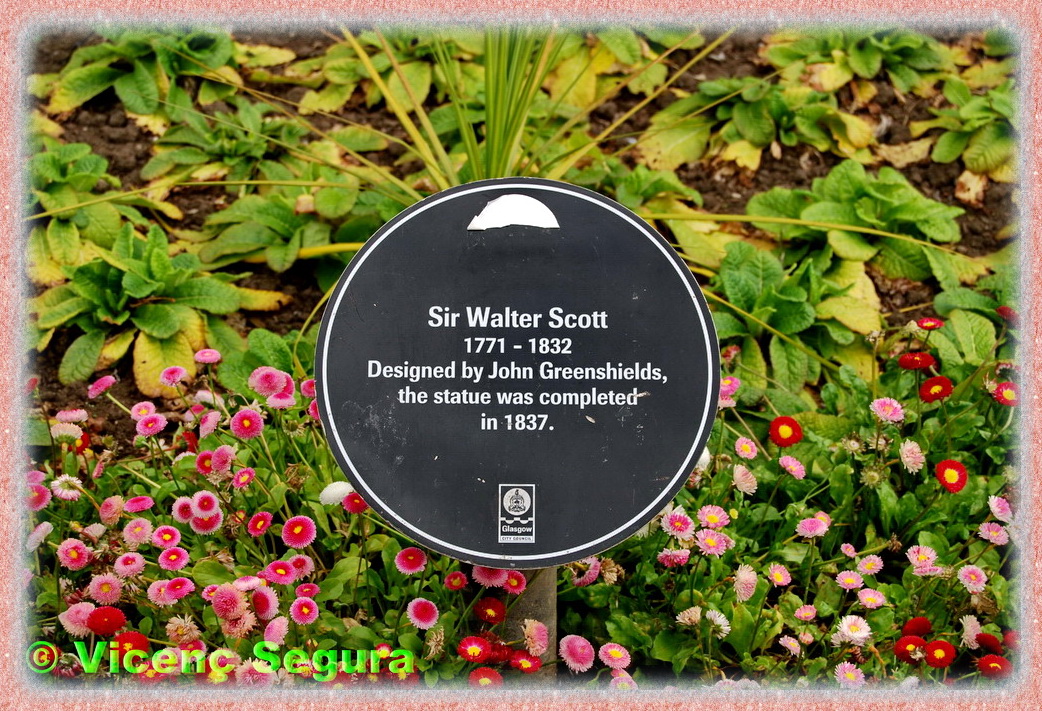 Sir Walter Scott
1771 - 1832
Designed by John Greenshields,
the statue was completed
in 1837.
Glasgow
CITY COUNCIL
© Vicenç Segura